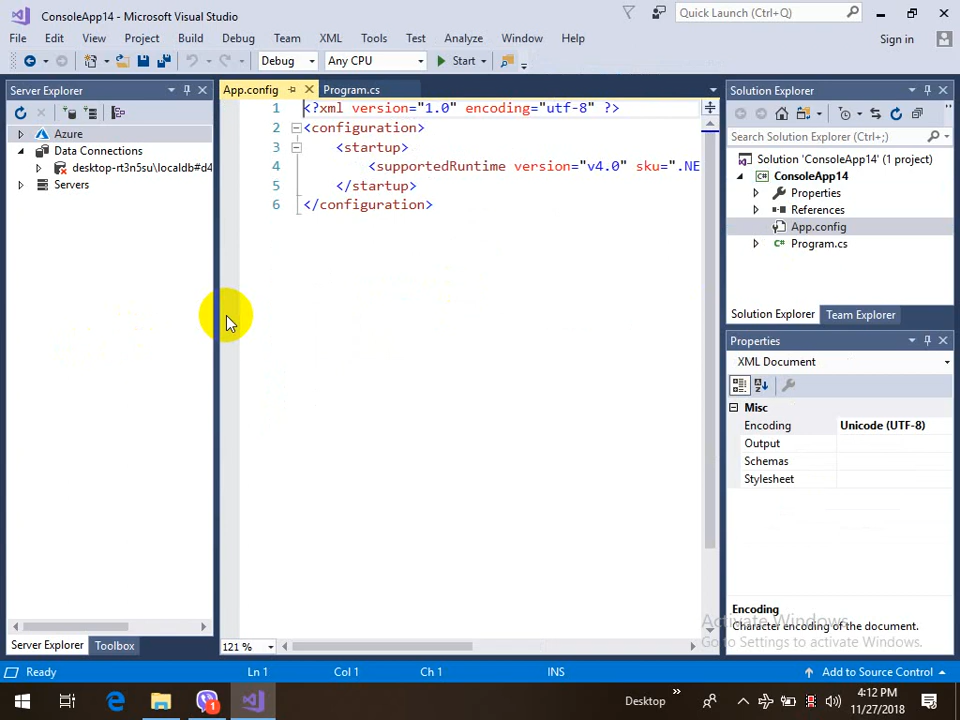 ConsoleApp14 - Microsoft Visual Studio
Quick Launch (Ctrl+Q)
File Edit View Project Build Debug Team XML Tools Test Analyze Window Help
Sign in
Debug Any CPU Start
Server Explorer
Azure
Data Connections
desktop-rt3n5su\localdb#d4
Servers
Server Explorer Toolbox
App.config Program.cs
1 <?xml version="1.0" encoding="utf-8" ?>
2 <configuration>
3 <startup>
4 <supportedRuntime version="v4.0" sku=".NE
5 </startup>
6 </configuration>
121 %
Solution Explorer
Search Solution Explorer (Ctrl+;)
Solution 'ConsoleApp14' (1 project)
ConsoleApp14
Properties
References
App.config
Program.cs
Solution Explorer Team Explorer
Properties
XML Document
Misc
Encoding Unicode (UTF-8)
Output
Schemas
Stylesheet
Encoding
Character encoding of the document.
Activate Windows
Go to Settings to activate Windows.
Ready Ln 1 Col 1 Ch 1 INS Add to Source Control
1
Desktop
4:12 PM
11/27/2018